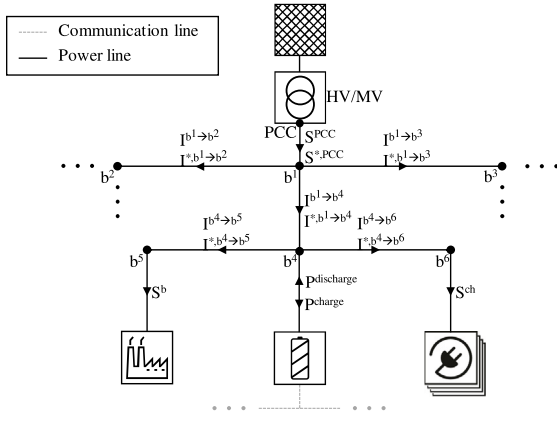 Communication line
Power line
HV/MV
PCC
S^PCC
S^*,PCC
I^b1→b2
I^*,b1→b2
I^b1→b3
I^*,b1→b3
b^2
b^1
b^3
I^b1→b4
I^*,b1→b4
I^b4→b5
I^*,b4→b5
I^b4→b6
I^*,b4→b6
b^5
b^4
b^6
S^b
P^discharge
P^charge
S^ch